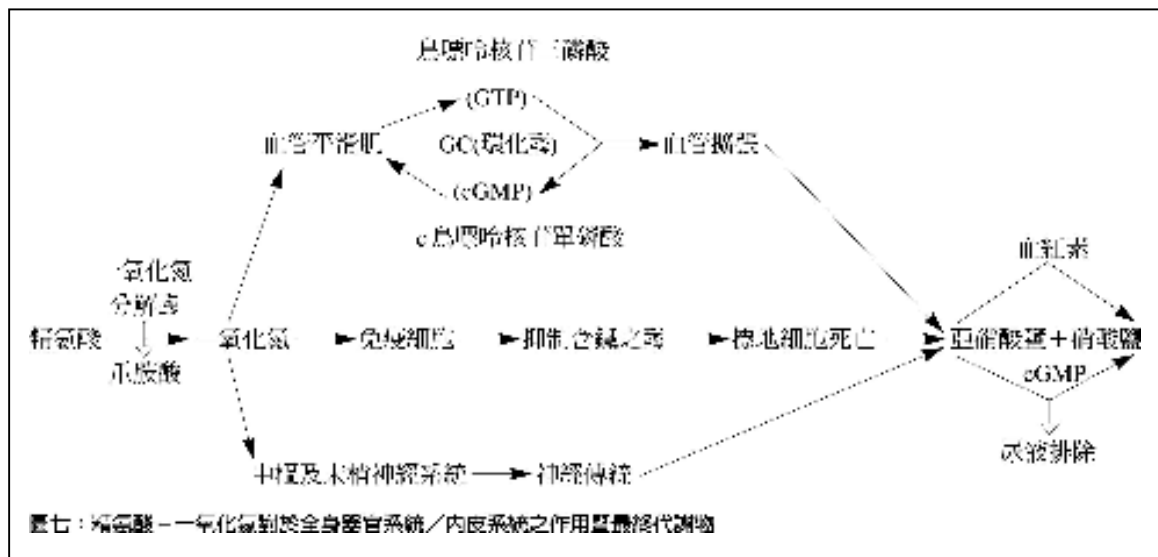 鳥嘌呤核苷三磷酸
(GTP)
血管平滑肌
GC(環化酶)
血管擴張
(cGMP)
c鳥嘌呤核苷單磷酸
血紅素
一氧化氮
分解酶
精氨酸
一氧化氮
免疫細胞
抑制含鐵之酶
標地細胞死亡
亞硝酸鹽＋硝酸鹽
瓜胺酸
cGMP
中樞及末梢神經系統
神經傳統
尿液排除
圖七：精氨酸－一氧化氮對於全身器官系統／內皮系統之作用暨最終代謝物